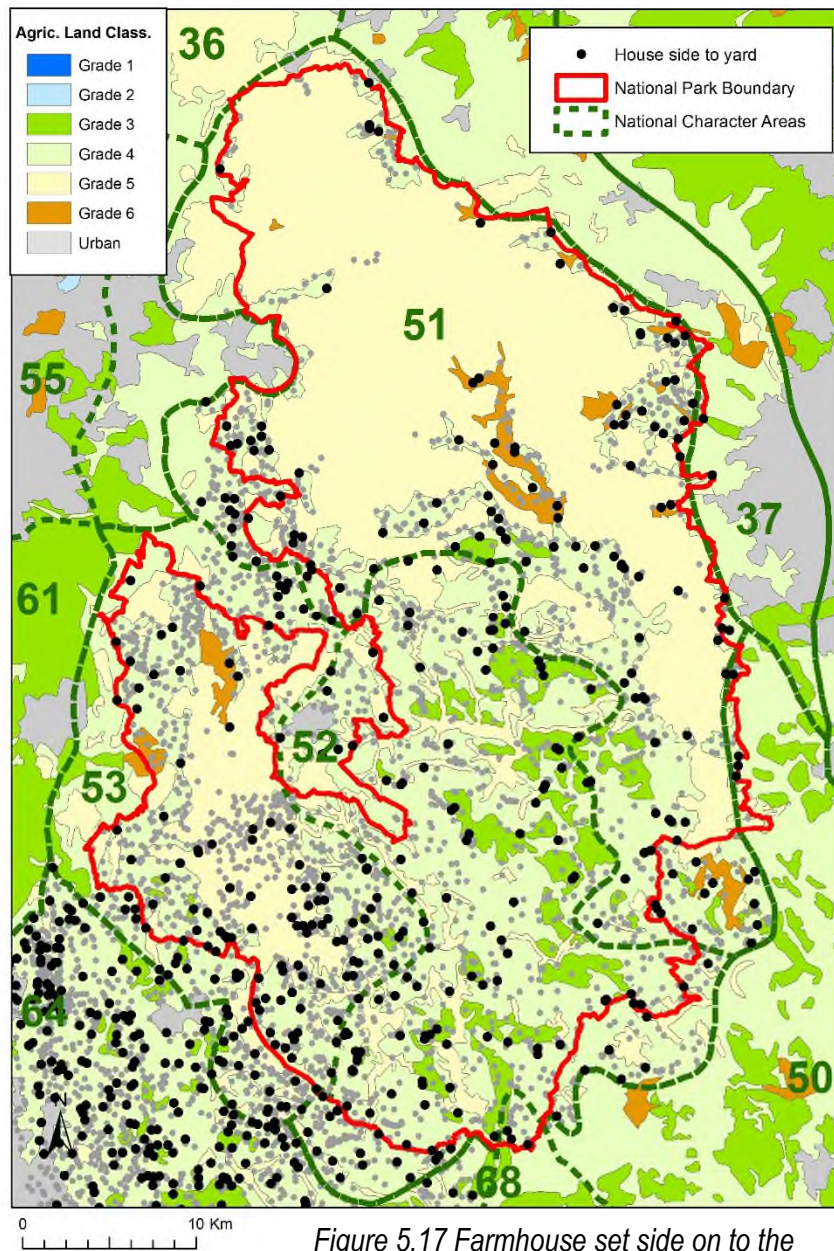 Agric. Land Class.
Grade 1
Grade 2
Grade 3
Grade 4
Grade 5
Grade 6
Urban
House side to yard
National Park Boundary
National Character Areas
36
51
55
37
61
52
53
64
50
68
N
0 10 Km
Figure 5.17 Farmhouse set side on to the